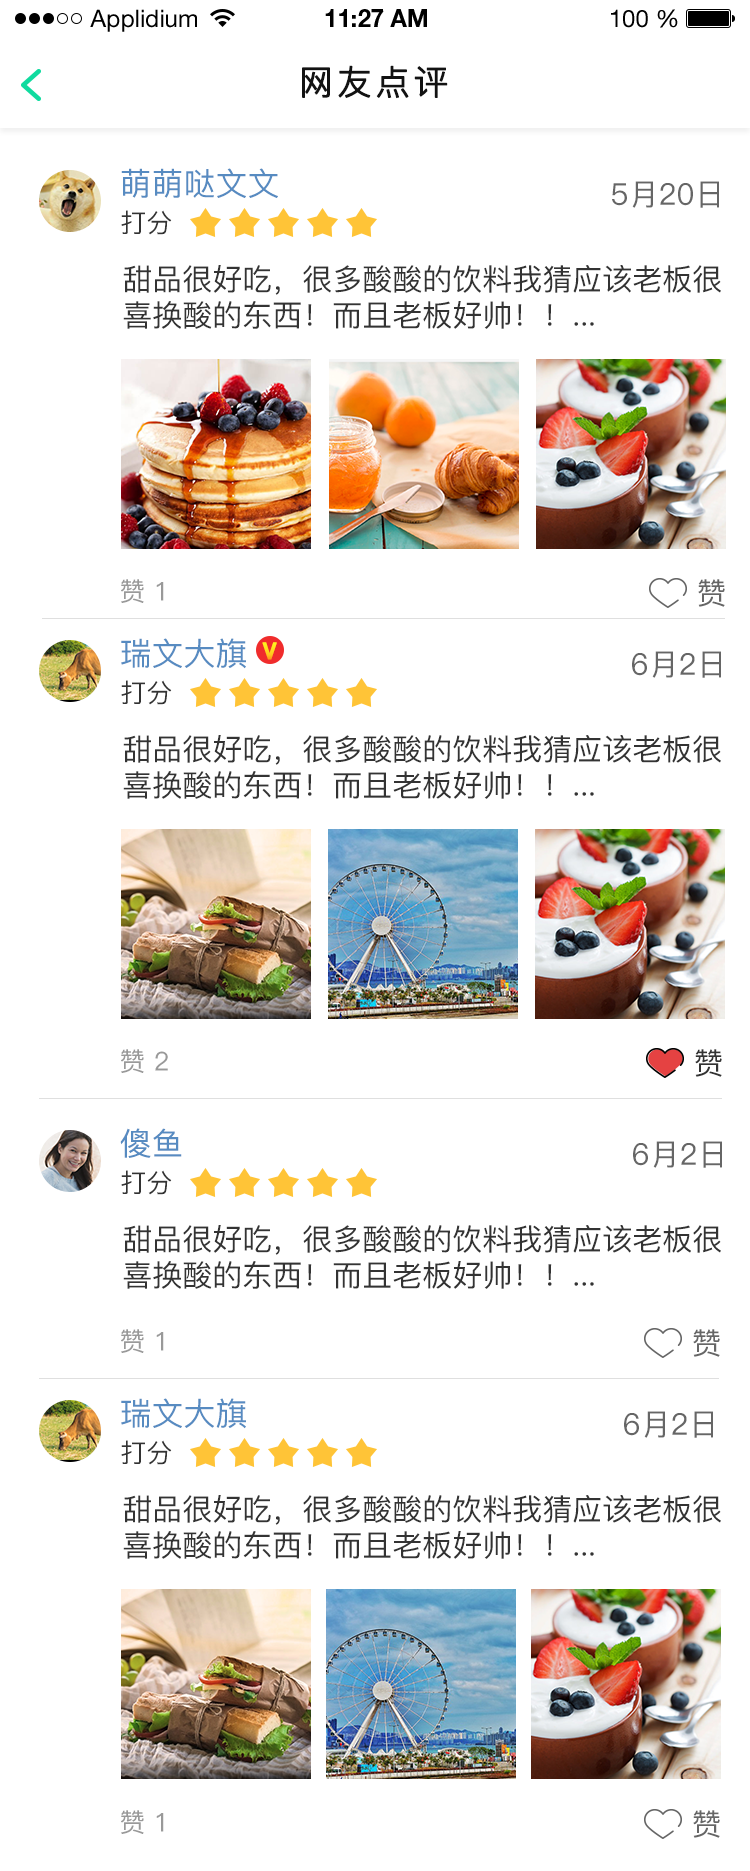 Applidium 11:27 AM 100 %
网友点评
萌萌哒文文
5月20日
打分
甜品很好吃，很多酸酸的饮料我猜应该老板很
喜换酸的东西！而且老板好帅！！...
赞 1
赞
瑞文大旗 V
6月2日
打分
甜品很好吃，很多酸酸的饮料我猜应该老板很
喜换酸的东西！而且老板好帅！！...
赞 2
赞
傻鱼
6月2日
打分
甜品很好吃，很多酸酸的饮料我猜应该老板很
喜换酸的东西！而且老板好帅！！...
赞 1
赞
瑞文大旗
6月2日
打分
甜品很好吃，很多酸酸的饮料我猜应该老板很
喜换酸的东西！而且老板好帅！！...
赞 1
赞